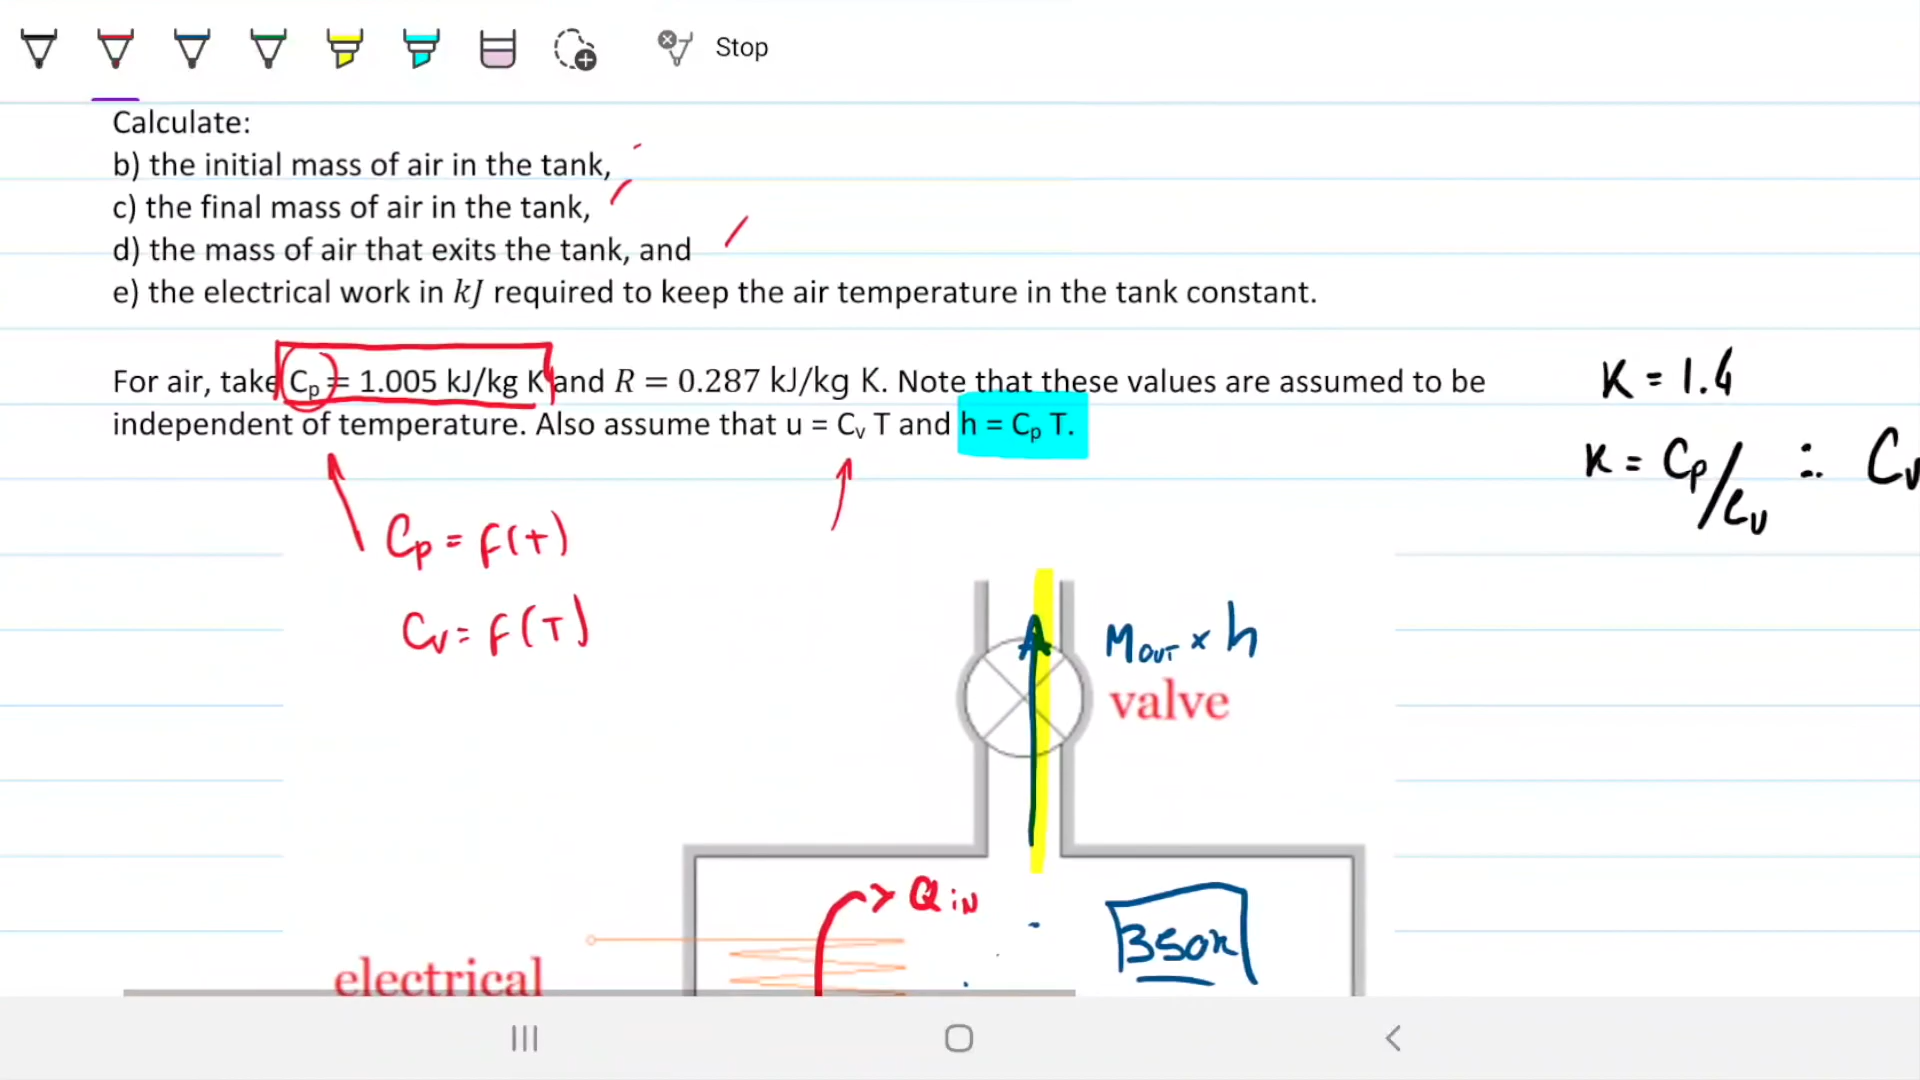 Stop
Calculate:
b) the initial mass of air in the tank,
c) the final mass of air in the tank,
d) the mass of air that exits the tank, and
e) the electrical work in kJ required to keep the air temperature in the tank constant.
For air, take Cp = 1.005 kJ/kg K and R = 0.287 kJ/kg K. Note that these values are assumed to be
independent of temperature. Also assume that u = Cv T and h = Cp T.
K = 1.4
K = Cp/Cv ∴ Cv
Cp = f(T)
Cv = f(T)
MOUT × h
valve
Qin
350K
electrical